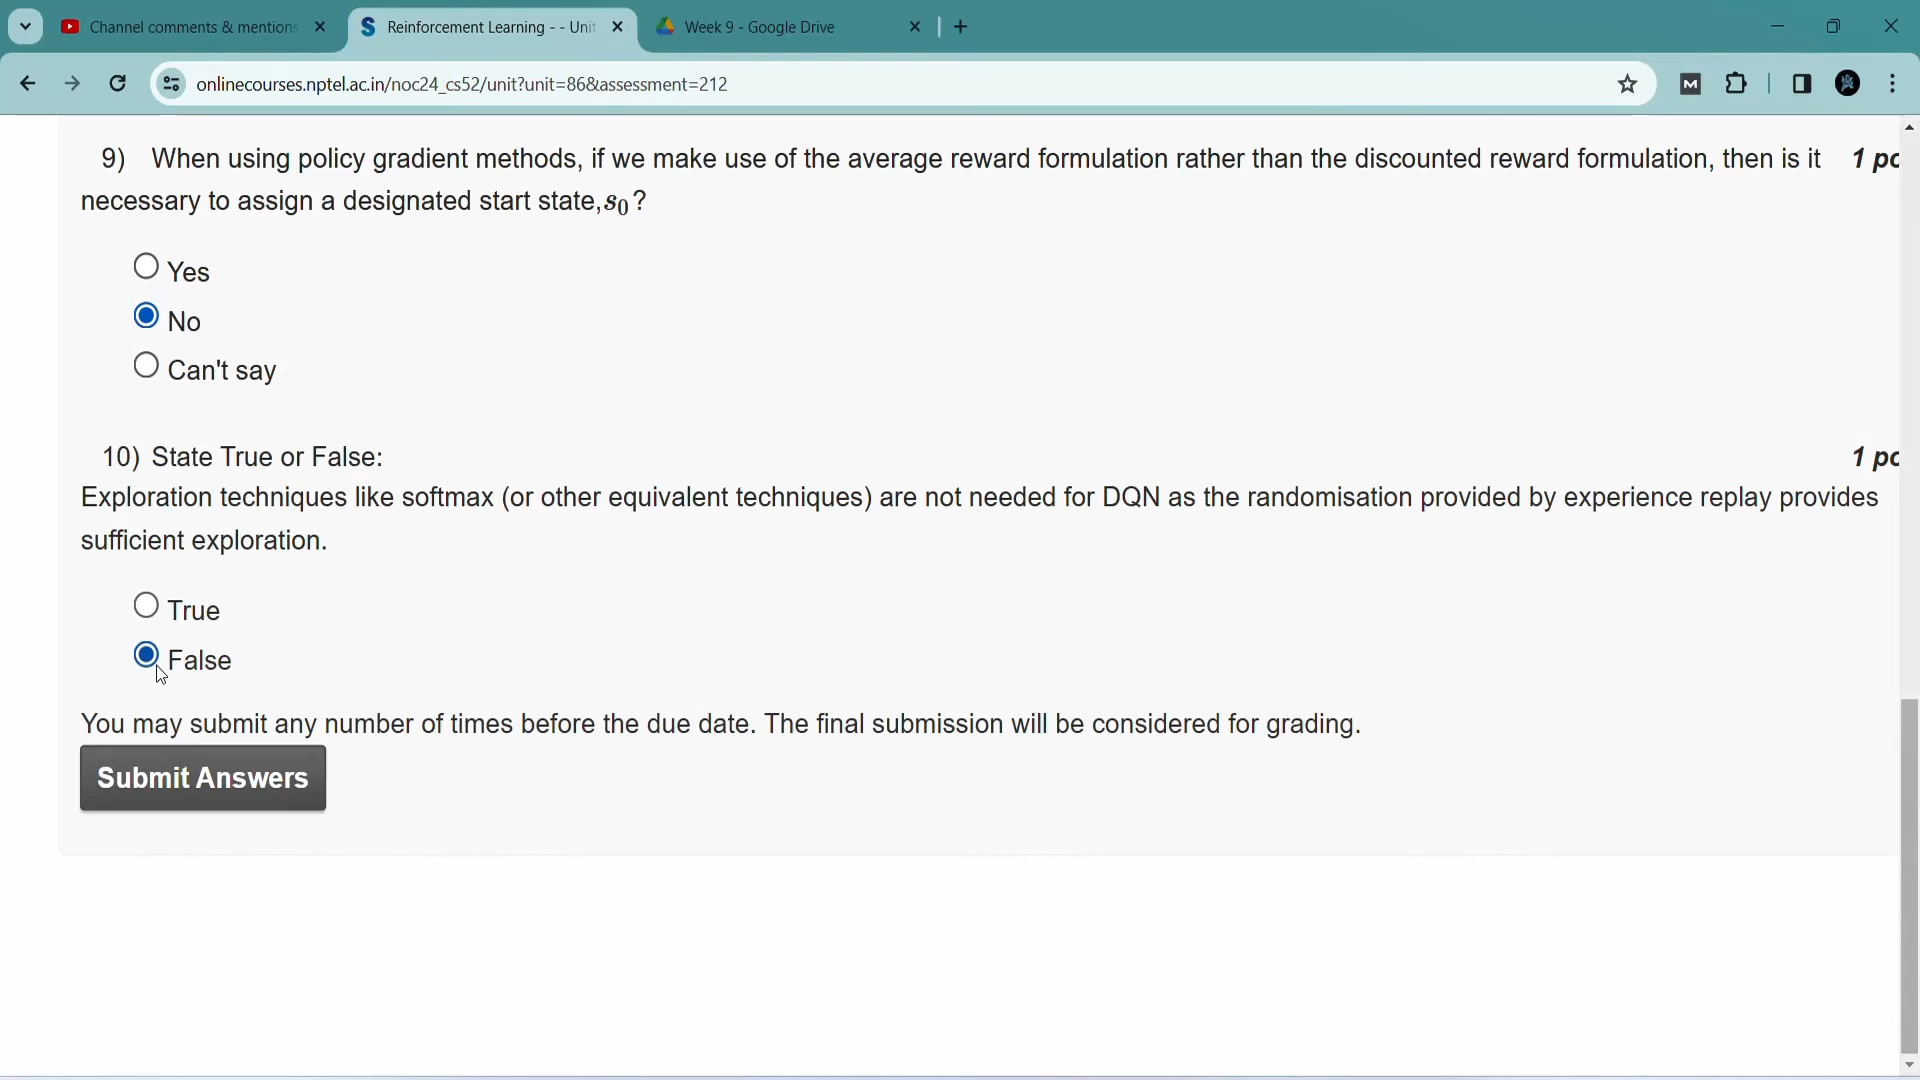 Channel comments & mentions
Reinforcement Learning - - Unit
Week 9 - Google Drive
onlinecourses.nptel.ac.in/noc24_cs52/unit?unit=86&assessment=212
9) When using policy gradient methods, if we make use of the average reward formulation rather than the discounted reward formulation, then is it 1 po
necessary to assign a designated start state,s0?
Yes
No
Can't say
10) State True or False: 1 po
Exploration techniques like softmax (or other equivalent techniques) are not needed for DQN as the randomisation provided by experience replay provides
sufficient exploration.
True
False
You may submit any number of times before the due date. The final submission will be considered for grading.
Submit Answers